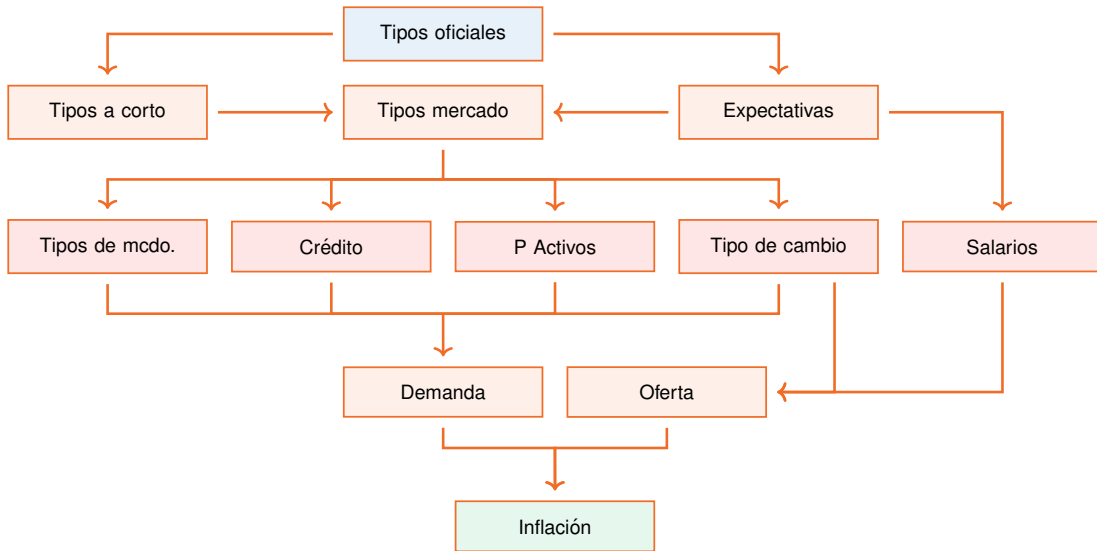 Tipos oficiales
Tipos a corto
Tipos mercado
Expectativas
Tipos de mcdo.
Crédito
P Activos
Tipo de cambio
Salarios
Demanda
Oferta
Inflación